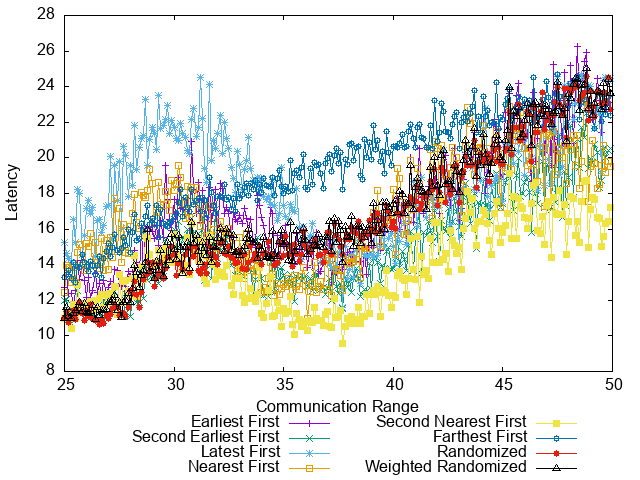 28
26
24
22
20
18
16
14
12
10
8
Latency
25 30 35 40 45 50
Communication Range
Earliest First Second Nearest First
Second Earliest First Farthest First
Latest First Randomized
Nearest First Weighted Randomized